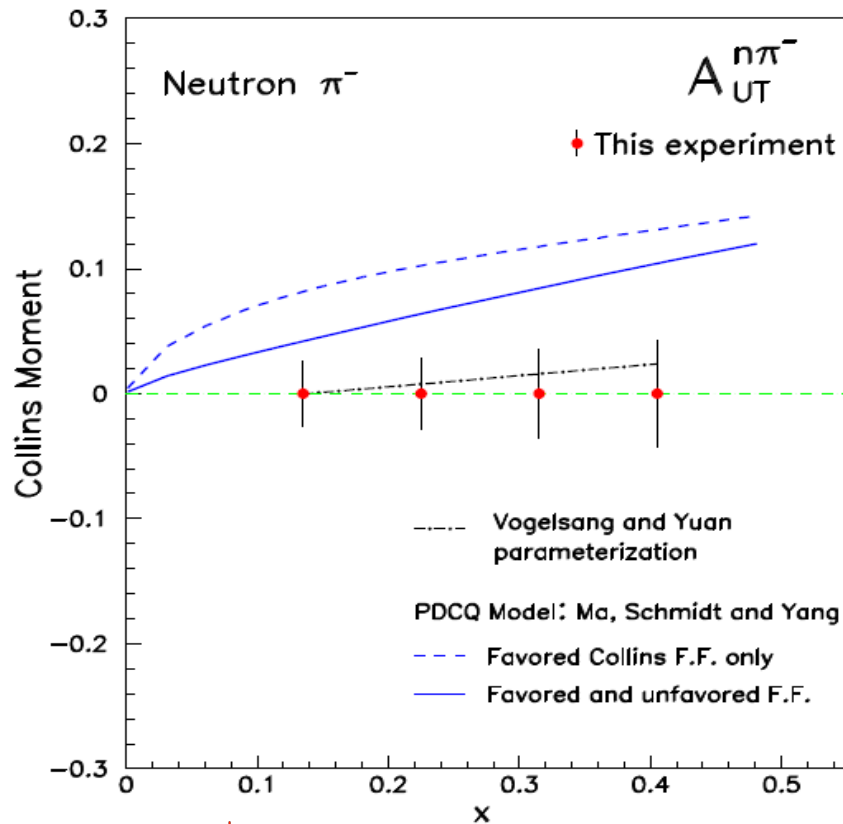 Neutron π⁻
A_UT^nπ⁻
This experiment
Collins Moment
0.3
0.2
0.1
0
−0.1
−0.2
−0.3
Vogelsang and Yuan
parameterization
PDCQ Model: Ma, Schmidt and Yang
Favored Collins F.F. only
Favored and unfavored F.F.
0 0.1 0.2 0.3 0.4 0.5
x